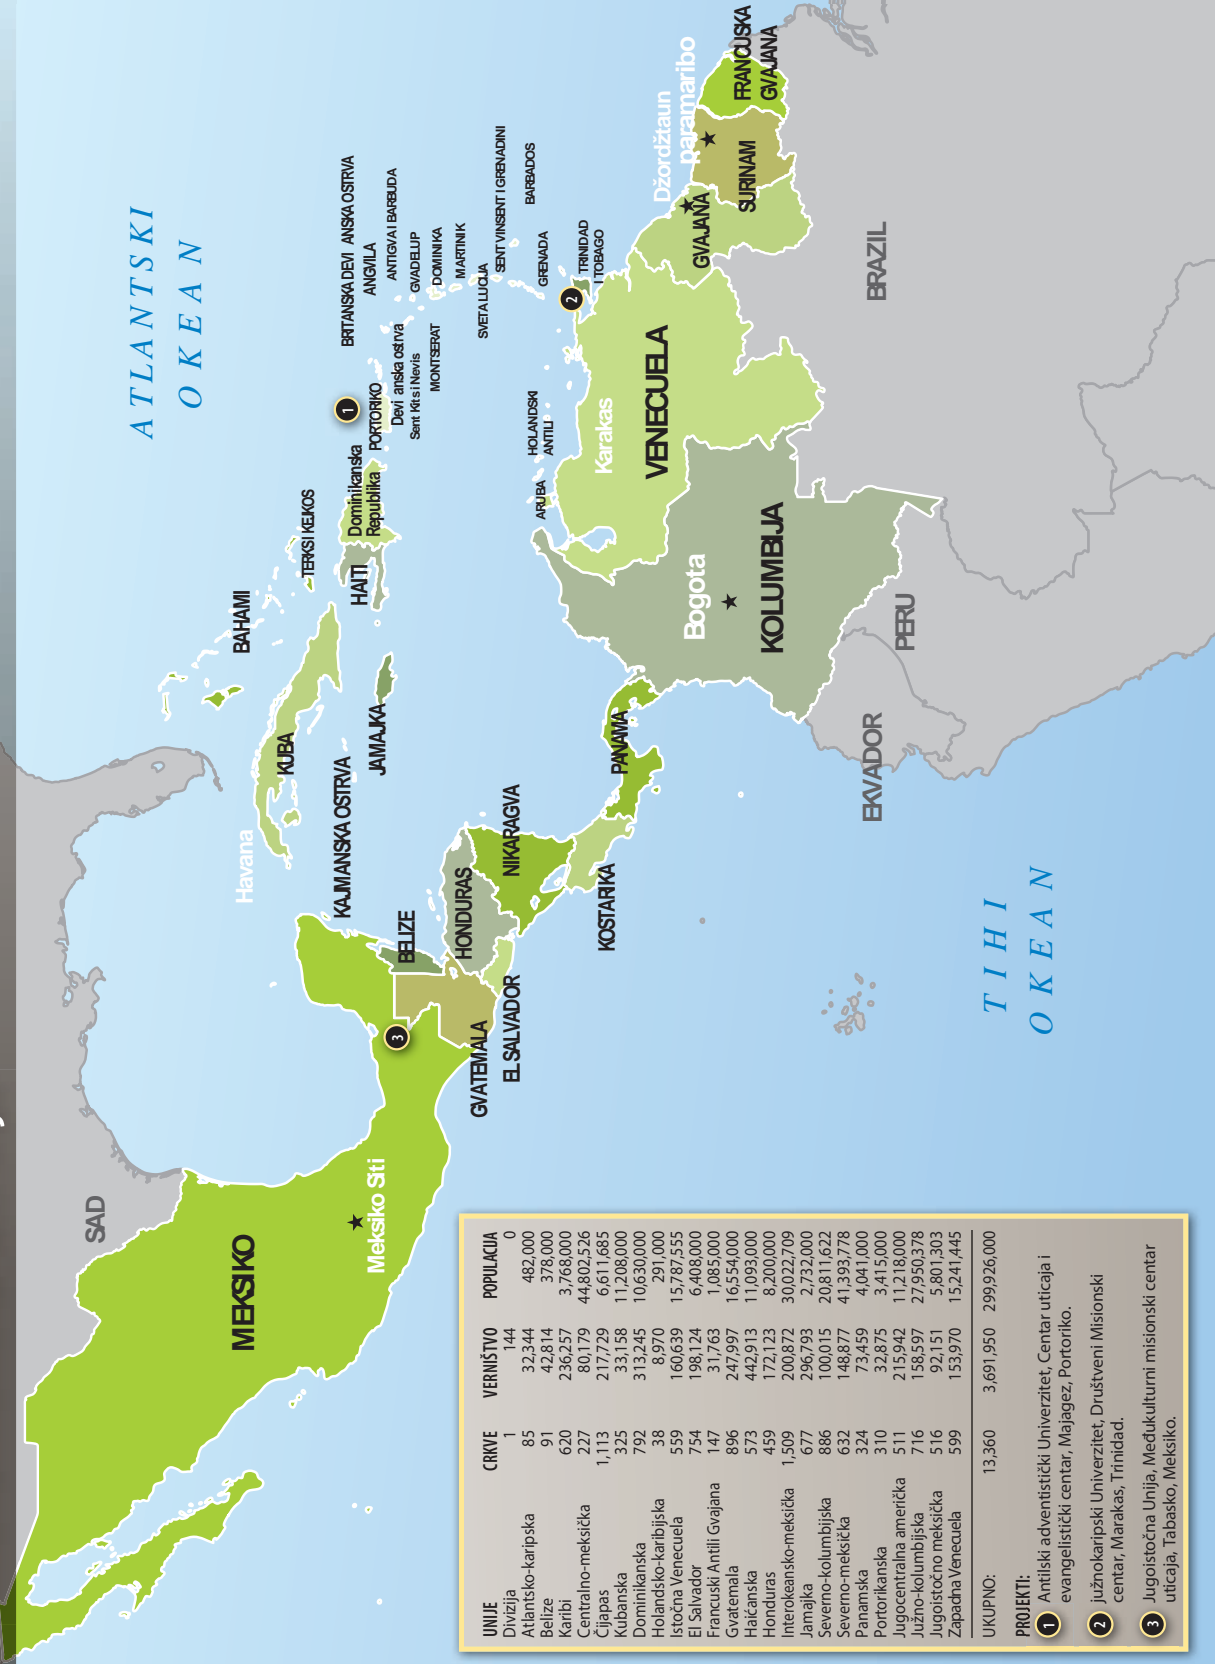 ATLANTSKI
OKEAN
SAD
MEKSIKO
Meksiko Siti
Havana
BAHAMI
KUBA
TERKS I KEJKOS
KAJMANSKA OSTRVA
JAMAJKA
HAITI
Dominikanska
Republika
PORTORIKO
1
BRITANSKA DEVI ANSKA OSTRVA
ANGVILA
ANTIGVA I BARBUDA
Devi anska ostrva
Sent Kits i Nevis
GVADELUP
MONTSERAT
DOMINIKA
MARTINIK
SVETA LUCIJA
SENT VINSENT I GRENADINI
BARBADOS
GRENADA
TRINIDAD
I TOBAGO
2
ARUBA
HOLANDSKI
ANTILI
3
BELIZE
GVATEMALA
HONDURAS
EL SALVADOR
NIKARAGVA
KOSTARIKA
PANAMA
Karakas
VENECUELA
Bogota
KOLUMBIJA
Džordžtaun
paramaribo
GVAJANA
SURINAM
FRANCUSKA
GVAJANA
BRAZIL
PERU
EKVADOR
TIHI
OKEAN
UNIJE CRKVE VERNIŠTVO POPULACIJA
Divizija 1 144 0
Atlantsko-karipska 85 32,344 482,000
Belize 91 42,814 378,000
Karibi 620 236,257 3,768,000
Centralno-meksička 227 80,179 44,802,526
Čijapas 1,113 217,729 6,611,685
Kubanska 325 33,158 11,208,000
Dominikanska 792 313,245 10,630,000
Holandsko-karibijska 38 8,970 291,000
Istočna Venecuela 559 160,639 15,787,555
El Salvador 754 198,124 6,408,000
Francuski Antili Gvajana 147 31,763 1,085,000
Gvatemala 896 247,997 16,554,000
Haićanska 573 442,913 11,093,000
Honduras 459 172,123 8,200,000
Interokeansko-meksička 1,509 200,872 30,022,709
Jamajka 677 296,793 2,732,000
Severno-kolumbijska 886 100,015 20,811,622
Severno-meksička 632 148,877 41,393,778
Panamska 324 73,459 4,041,000
Portorikanska 310 32,875 3,415,000
Jugocentralna američka 511 215,942 11,218,000
Južno-kolumbijska 716 158,597 27,950,378
Jugoistočno meksička 516 92,151 5,801,303
Zapadna Venecuela 599 153,970 15,241,445
UKUPNO: 13,360 3,691,950 299,926,000
PROJEKTI:
1 Antilski adventistički Univerzitet, Centar uticaja i
evangelistički centar, Majagez, Portoriko.
2 južnokaripski Univerzitet, Društveni Misionski
centar, Marakas, Trinidad.
3 Jugoistočna Unija, Međukulturni misionski centar
uticaja, Tabasko, Meksiko.